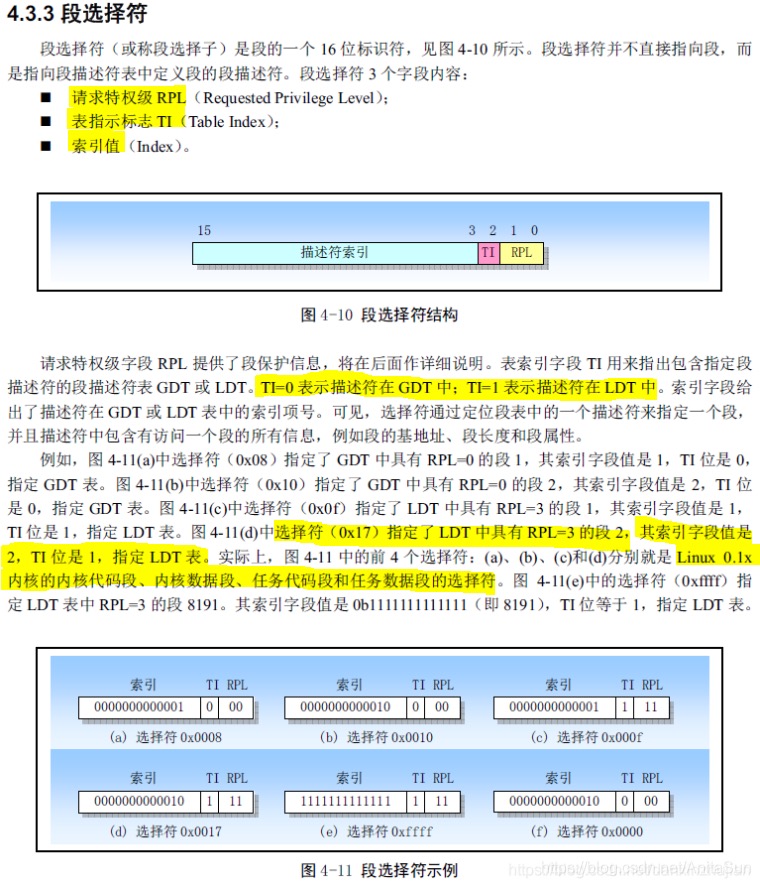 4.3.3 段选择符
段选择符（或称段选择子）是段的一个 16 位标识符，见图 4-10 所示。段选择符并不直接指向段，而
是指向段描述符表中定义段的段描述符。段选择符 3 个字段内容：
■ 请求特权级 RPL（Requested Privilege Level）；
■ 表指示标志 TI（Table Index）；
■ 索引值（Index）。
15 3 2 1 0
描述符索引 TI RPL
图 4-10 段选择符结构
请求特权级字段 RPL 提供了段保护信息，将在后面作详细说明。表索引字段 TI 用来指出包含指定段
描述符的段描述符表 GDT 或 LDT。TI=0 表示描述符在 GDT 中；TI=1 表示描述符在 LDT 中。索引字段给
出了描述符在 GDT 或 LDT 表中的索引项号。可见，选择符通过定位段表中的一个描述符来指定一个段，
并且描述符中包含有访问一个段的所有信息，例如段的基地址、段长度和段属性。
例如，图 4-11(a)中选择符（0x08）指定了 GDT 中具有 RPL=0 的段 1，其索引字段值是 1，TI 位是 0，
指定 GDT 表。图 4-11(b)中选择符（0x10）指定了 GDT 中具有 RPL=0 的段 2，其索引字段值是 2，TI 位
是 0，指定 GDT 表。图 4-11(c)中选择符（0x0f）指定了 LDT 中具有 RPL=3 的段 1，其索引字段值是 1，
TI 位是 1，指定 LDT 表。图 4-11(d)中选择符（0x17）指定了 LDT 中具有 RPL=3 的段 2，其索引字段值是
2，TI 位是 1，指定 LDT 表。实际上，图 4-11 中的前 4 个选择符：(a)、(b)、(c)和(d)分别就是 Linux 0.1x
内核的内核代码段、内核数据段、任务代码段和任务数据段的选择符。图 4-11(e)中的选择符（0xffff）指
定 LDT 表中 RPL=3 的段 8191。其索引字段值是 0b1111111111111（即 8191），TI 位等于 1，指定 LDT 表。
索引 TI RPL 索引 TI RPL 索引 TI RPL
0000000000001 0 00 0000000000010 0 00 0000000000001 1 11
(a) 选择符 0x0008 (b) 选择符 0x0010 (c) 选择符 0x000f
索引 TI RPL 索引 TI RPL 索引 TI RPL
0000000000010 1 11 1111111111111 1 11 0000000000010 0 00
(d) 选择符 0x0017 (e) 选择符 0xffff (f) 选择符 0x0000
图 4-11 段选择符示例
https://blog.csdn.net/AnitaSun